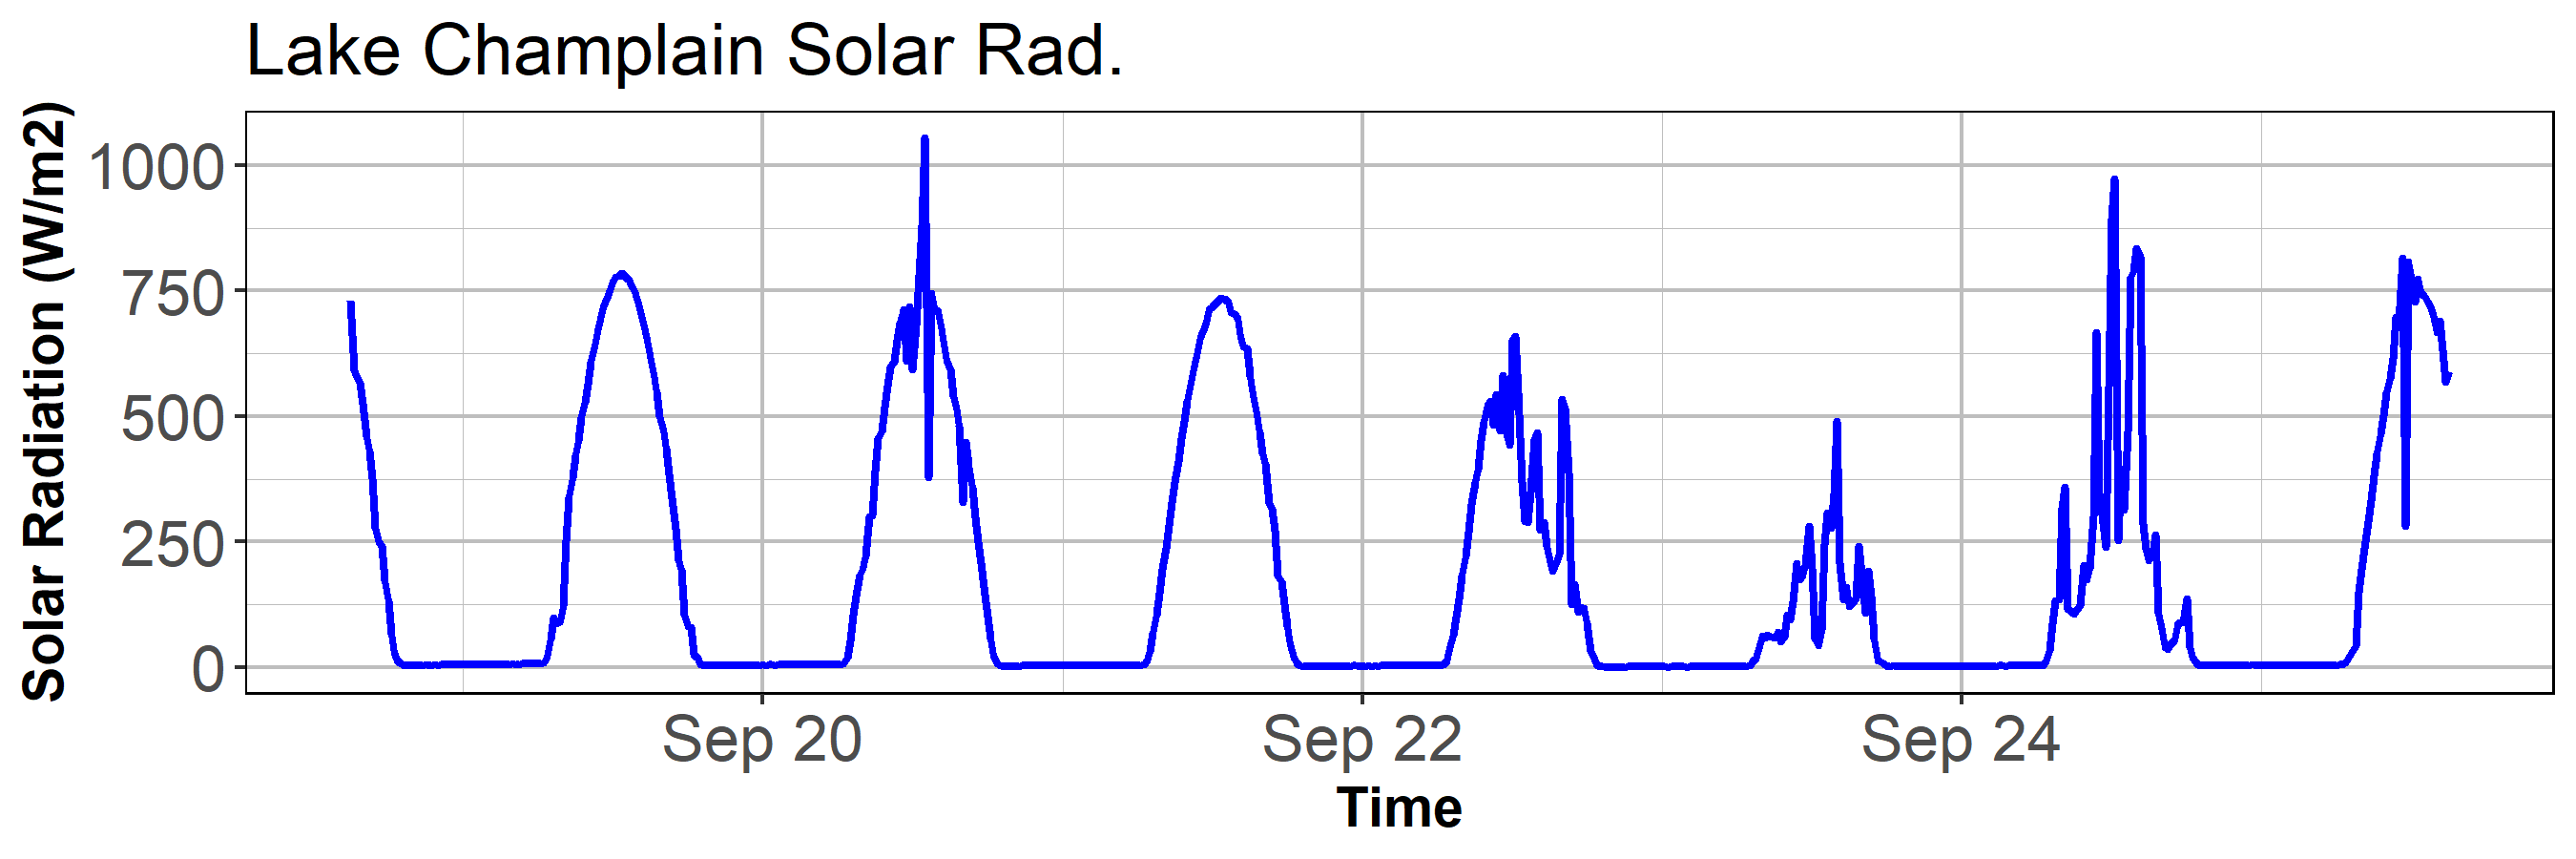 Lake Champlain Solar Rad.
Solar Radiation (W/m2)
1000
750
500
250
0
Sep 20
Sep 22
Sep 24
Time